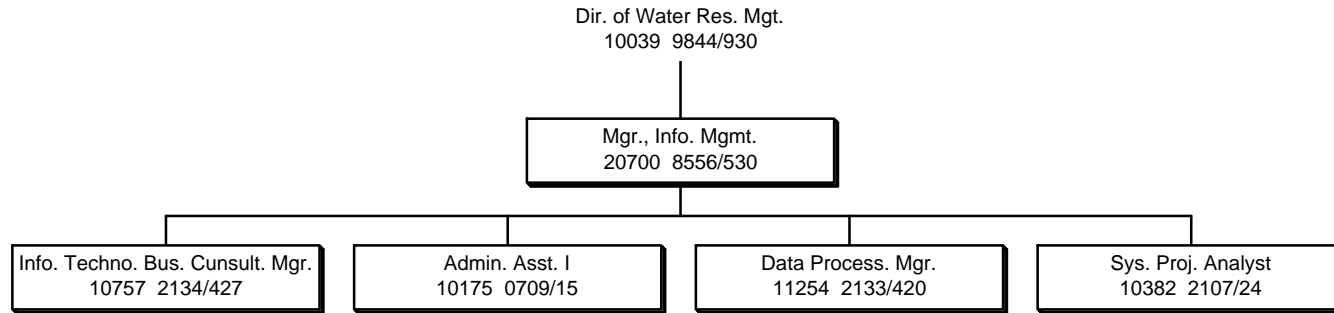 Dir. of Water Res. Mgt.
10039 9844/930
Mgr., Info. Mgmt.
20700 8556/530
Info. Techno. Bus. Cunsult. Mgr.
10757 2134/427
Admin. Asst. I
10175 0709/15
Data Process. Mgr.
11254 2133/420
Sys. Proj. Analyst
10382 2107/24